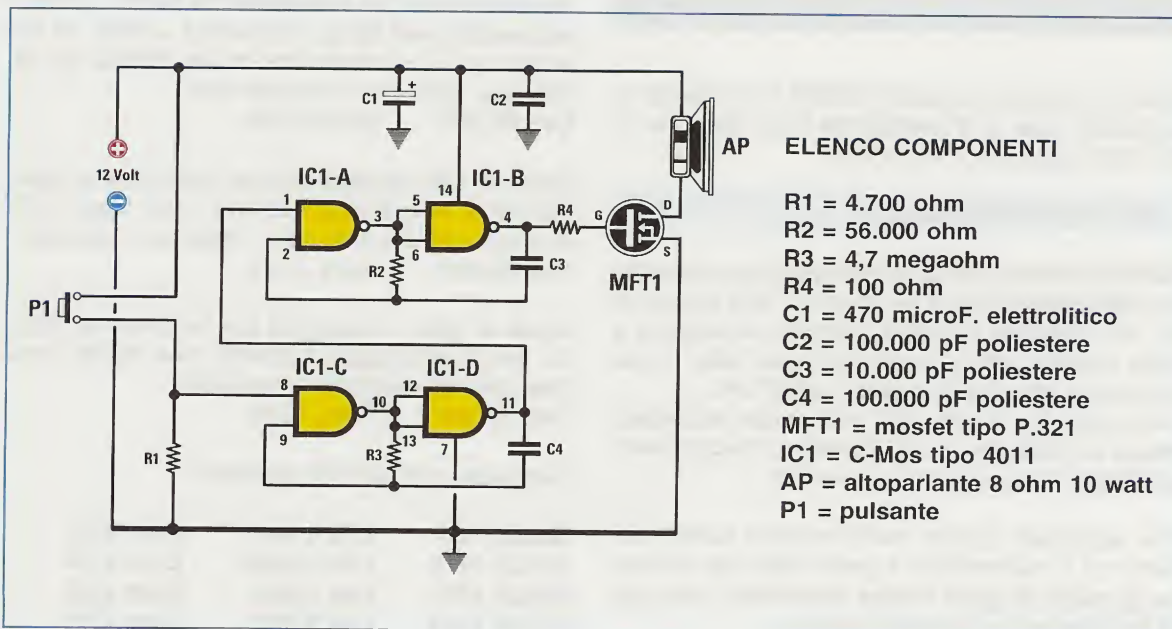 C1
+
C2
12 Volt
IC1-A
IC1-B
1
2
3
5
6
14
4
R4
G
D
S
R2
C3
MFT1
AP
P1
IC1-C
IC1-D
8
9
10
12
13
11
7
R3
C4
R1
ELENCO COMPONENTI
R1 = 4.700 ohm
R2 = 56.000 ohm
R3 = 4,7 megaohm
R4 = 100 ohm
C1 = 470 microF. elettrolitico
C2 = 100.000 pF poliestere
C3 = 10.000 pF poliestere
C4 = 100.000 pF poliestere
MFT1 = mosfet tipo P.321
IC1 = C-Mos tipo 4011
AP = altoparlante 8 ohm 10 watt
P1 = pulsante